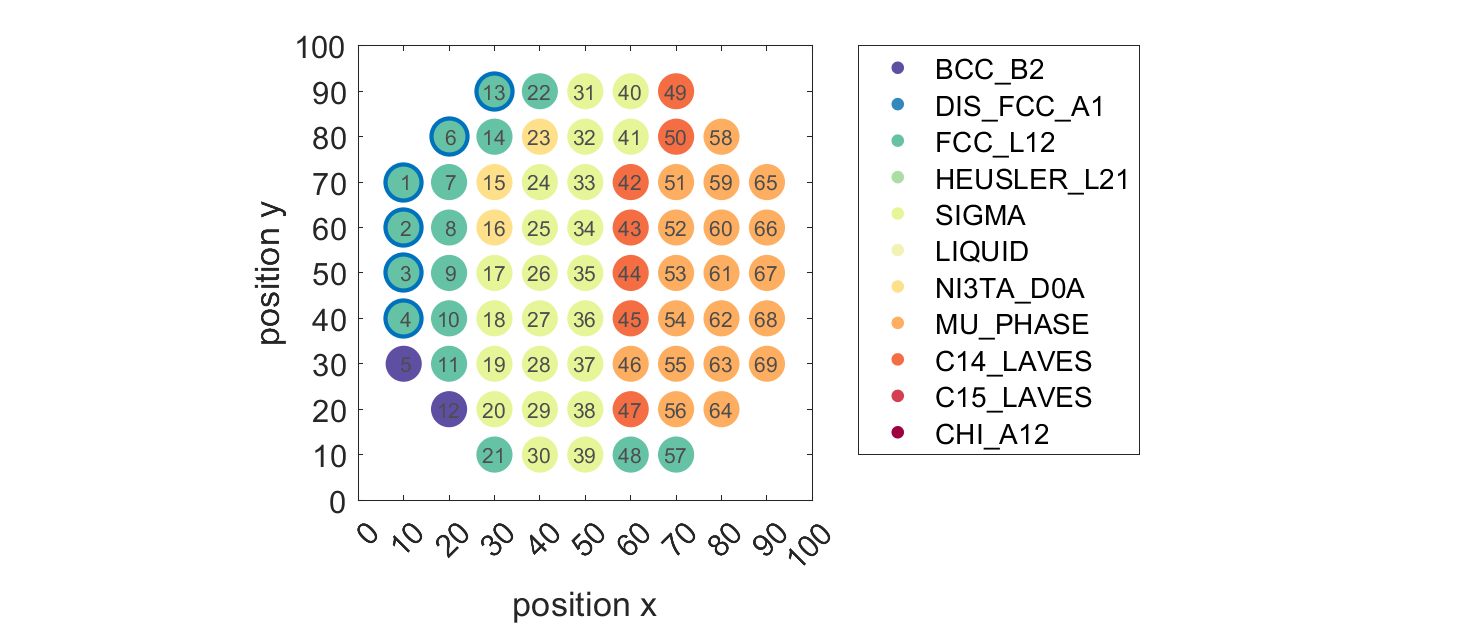 100
90
80
70
60
50
40
30
20
10
0
position y
13 22 31 40 49
6 14 23 32 41 50 58
1 7 15 24 33 42 51 59 65
2 8 16 25 34 43 52 60 66
3 9 17 26 35 44 53 61 67
4 10 18 27 36 45 54 62 68
5 11 19 28 37 46 55 63 69
12 20 29 38 47 56 64
21 30 39 48 57
0 10 20 30 40 50 60 70 80 90 100
position x
BCC_B2
DIS_FCC_A1
FCC_L12
HEUSLER_L21
SIGMA
LIQUID
NI3TA_D0A
MU_PHASE
C14_LAVES
C15_LAVES
CHI_A12